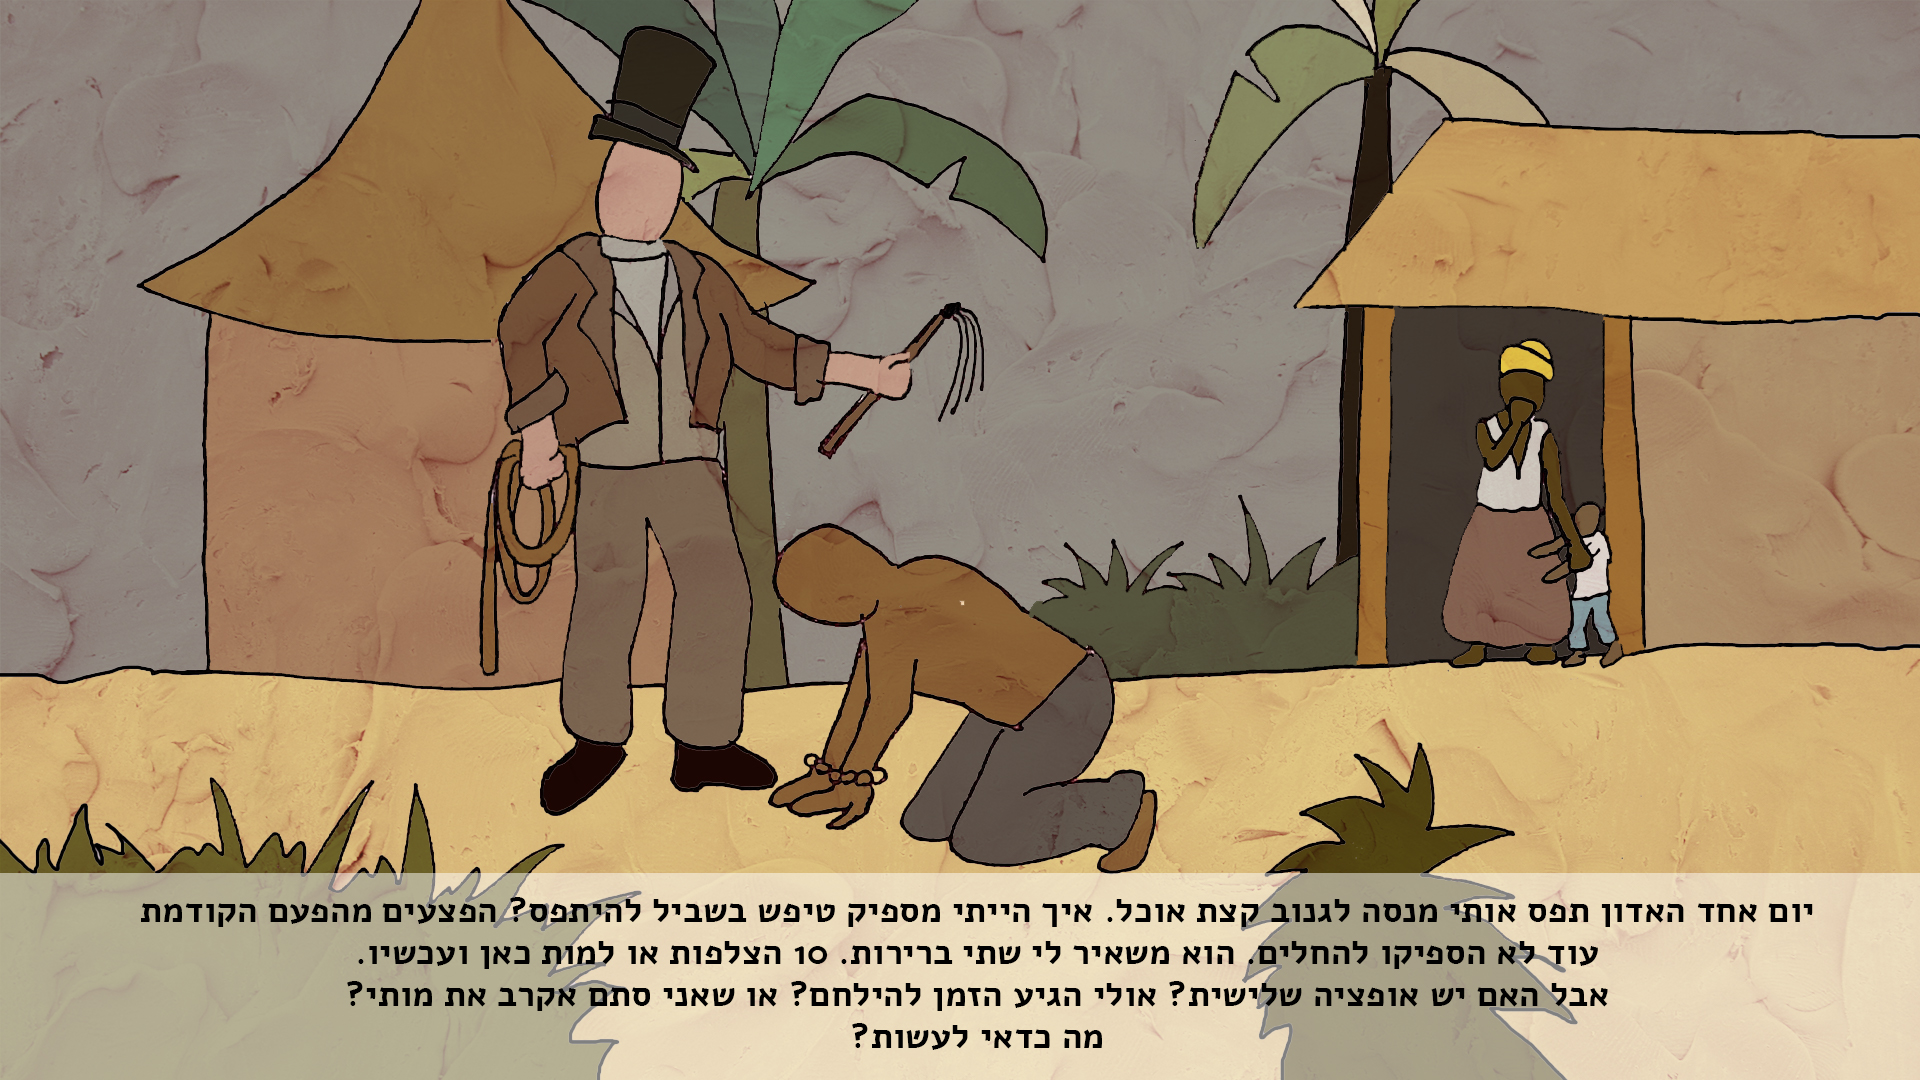 יום אחד האדון תפס אותי מנסה לגנוב קצת אוכל. איך הייתי מספיק טיפש בשביל להיתפס? הפצעים מהפעם הקודמת
עוד לא הספיקו להחלים. הוא משאיר לי שתי ברירות. 10 הצלפות או למות כאן ועכשיו.
אבל האם יש אופציה שלישית? אולי הגיע הזמן להילחם? או שאני סתם אקרב את מותי?
מה כדאי לעשות?